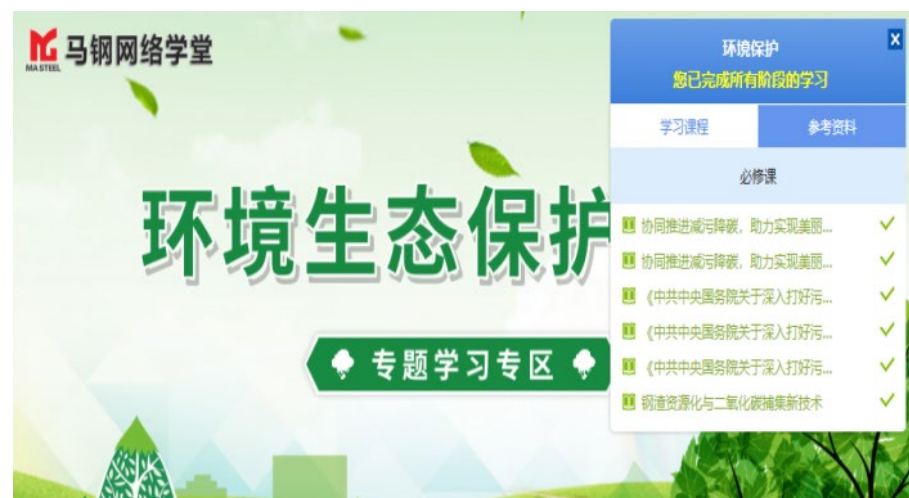 MASTEEL 马钢网络学堂
环境生态保护
专题学习专区
环境保护
X
您已完成所有阶段的学习
学习课程
参考资料
必修课
协同推进减污降碳，助力实现美丽...
协同推进减污降碳，助力实现美丽...
《中共中央国务院关于深入打好污...
《中共中央国务院关于深入打好污...
《中共中央国务院关于深入打好污...
钢渣资源化与二氧化碳捕集新技术